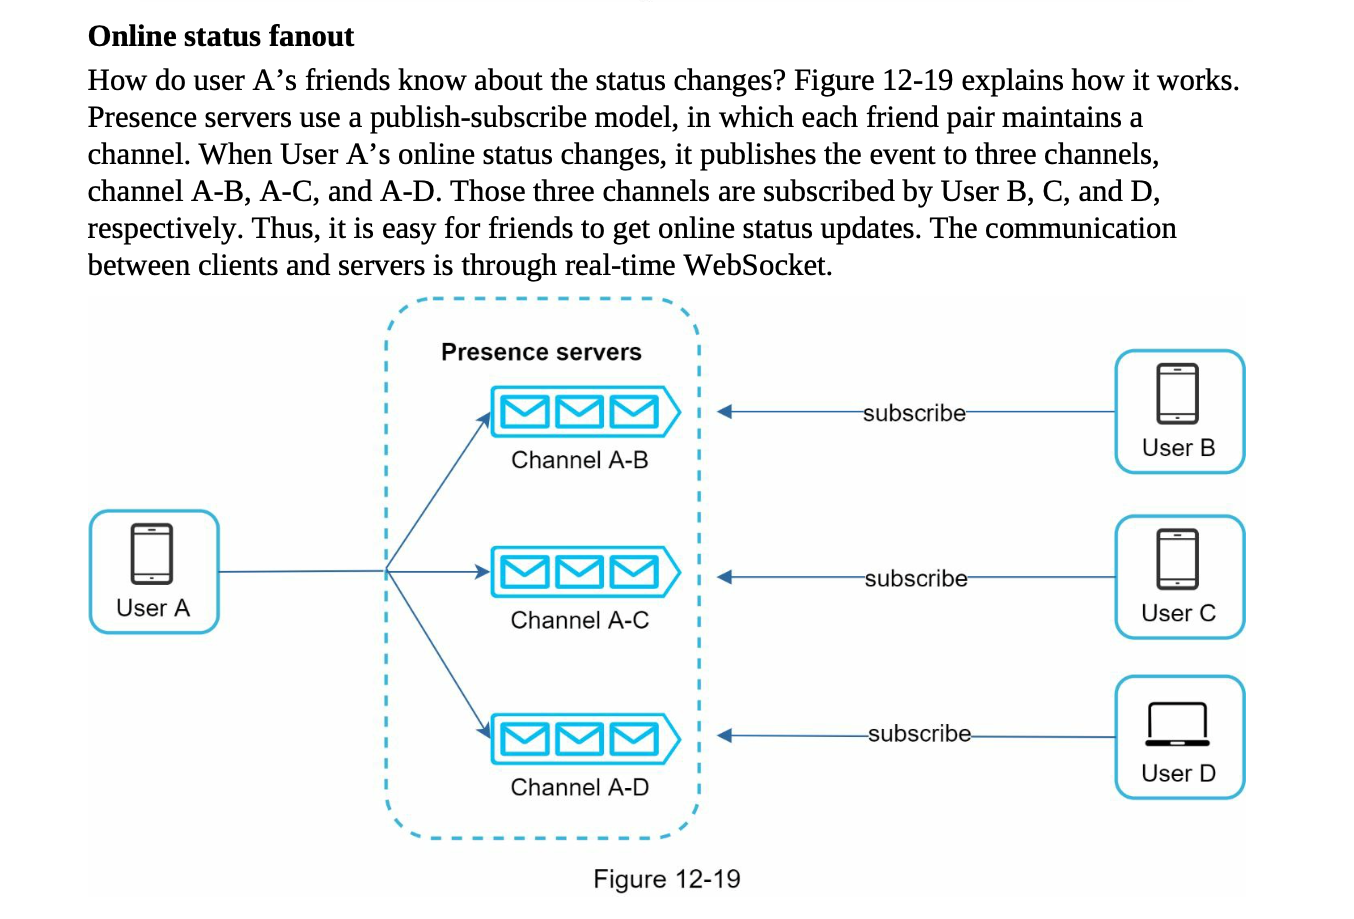 Online status fanout
How do user A’s friends know about the status changes? Figure 12-19 explains how it works.
Presence servers use a publish-subscribe model, in which each friend pair maintains a
channel. When User A’s online status changes, it publishes the event to three channels,
channel A-B, A-C, and A-D. Those three channels are subscribed by User B, C, and D,
respectively. Thus, it is easy for friends to get online status updates. The communication
between clients and servers is through real-time WebSocket.
Presence servers
Channel A-B
subscribe
User B
User A
Channel A-C
subscribe
User C
Channel A-D
subscribe
User D
Figure 12-19